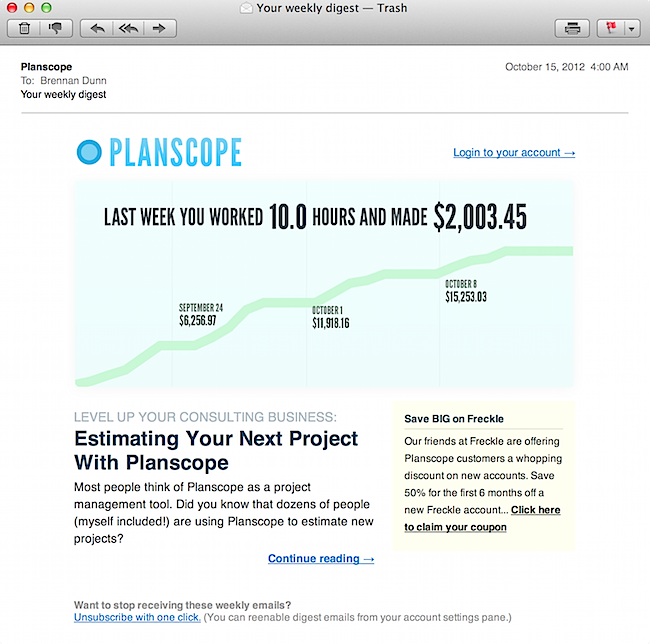 Your weekly digest — Trash
Planscope
October 15, 2012 4:00 AM
To: Brennan Dunn
Your weekly digest
PLANSCOPE
Login to your account →
LAST WEEK YOU WORKED 10.0 HOURS AND MADE $2,003.45
SEPTEMBER 24
$6,256.97
OCTOBER 1
$11,918.16
OCTOBER 8
$15,253.03
LEVEL UP YOUR CONSULTING BUSINESS:
Estimating Your Next Project
With Planscope
Most people think of Planscope as a project
management tool. Did you know that dozens of people
(myself included!) are using Planscope to estimate new
projects?
Continue reading →
Save BIG on Freckle
Our friends at Freckle are offering
Planscope customers a whopping
discount on new accounts. Save
50% for the first 6 months off a
new Freckle account... Click here
to claim your coupon
Want to stop receiving these weekly emails?
Unsubscribe with one click. (You can reenable digest emails from your account settings pane.)